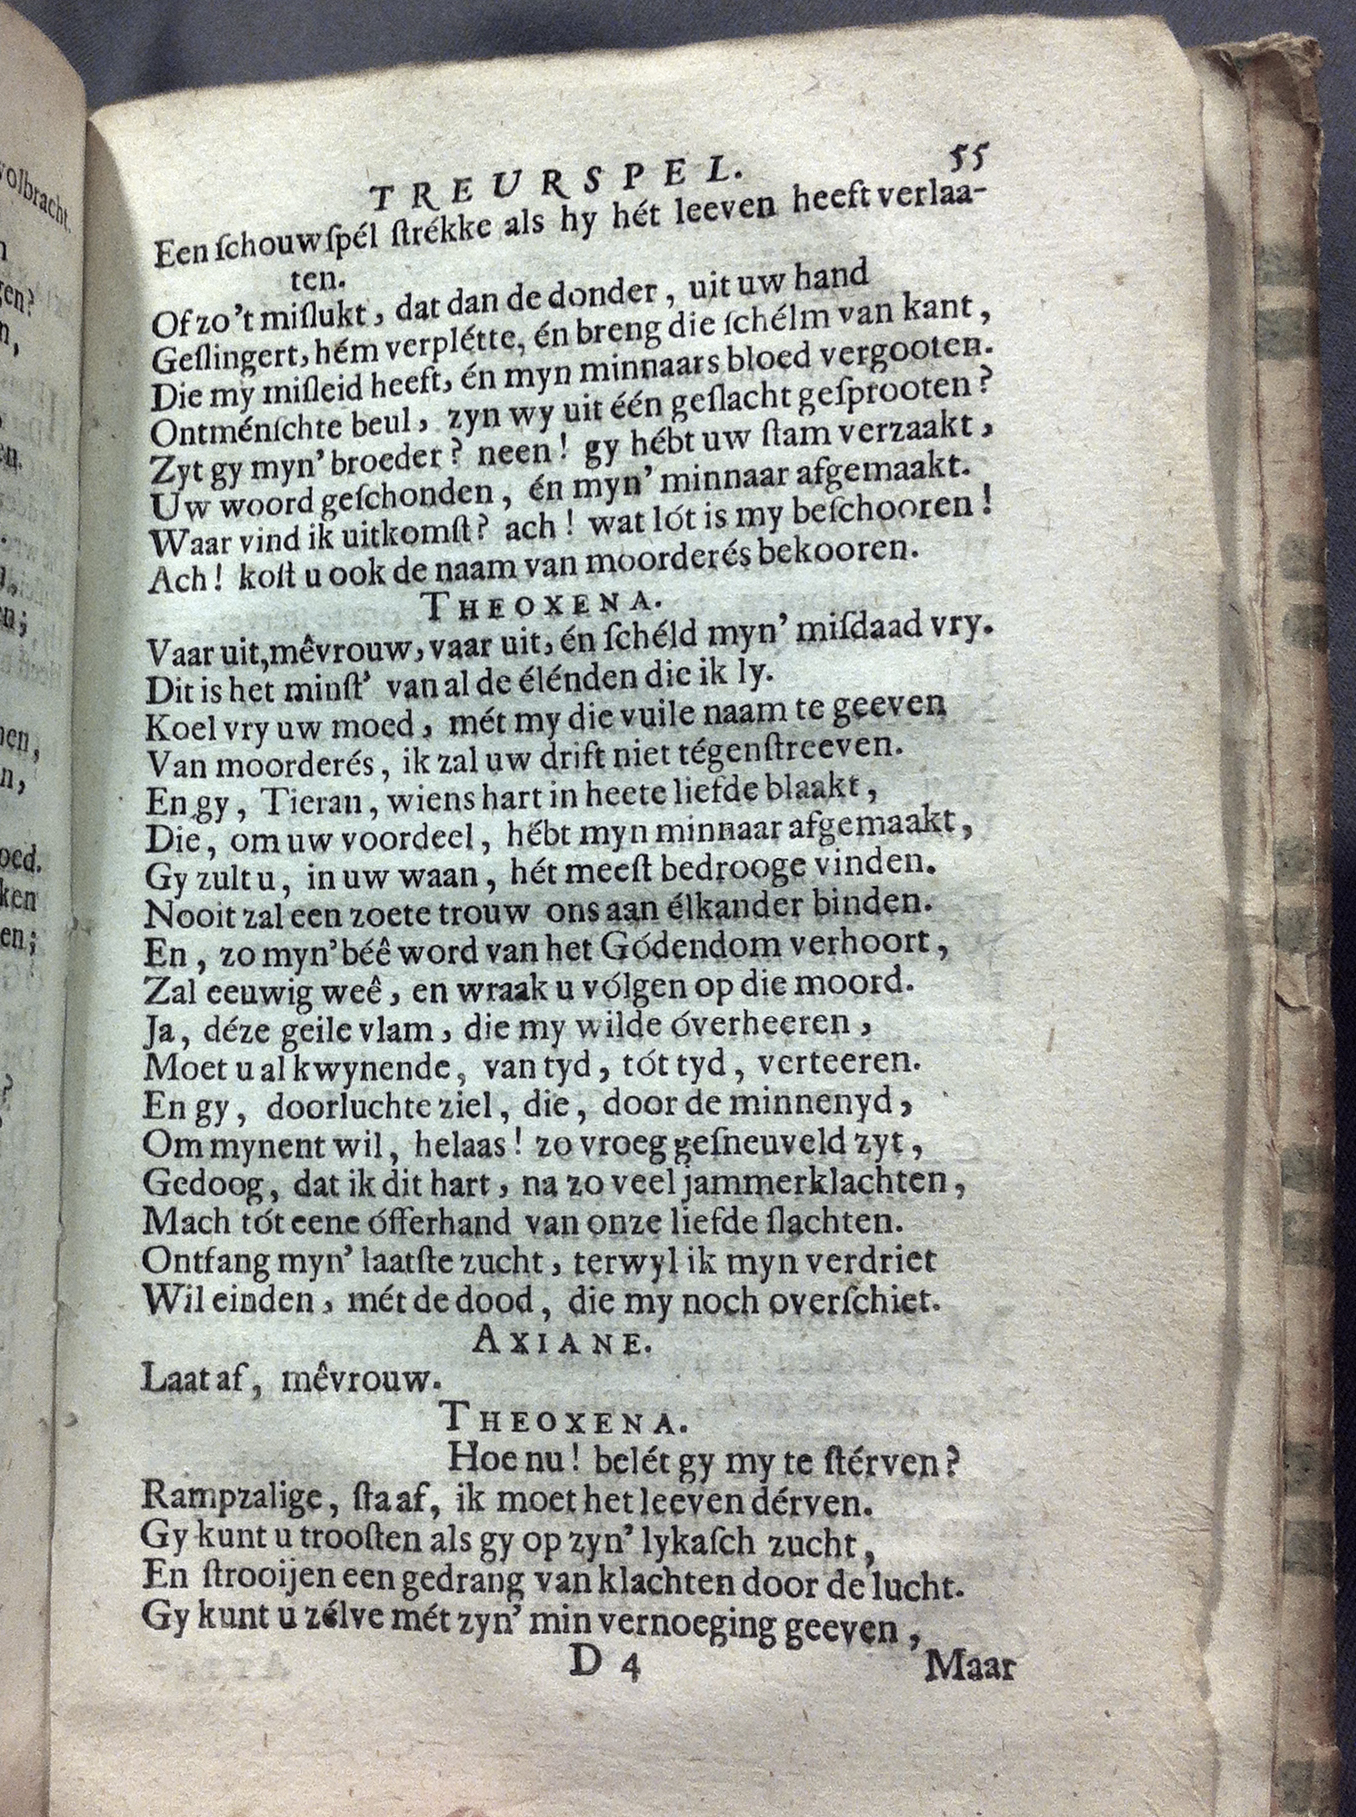 volbracht.
gen?
n,
en.
n;
nen,
n,
oed.
ken
en;
?
TREURSPEL. 55
Een ſchouwſpél ſtrékke als hy hét leeven heeft verlaa-
ten.
Of zo't miſlukt, dat dan de donder, uit uw hand
Geſlingert, hém verplétte, én breng die ſchélm van kant,
Die my miſleid heeft, én myn minnaars bloed vergooten.
Ontménſchte beul, zyn wy uit één geſlacht geſprooten?
Zyt gy myn' broeder? neen! gy hébt uw ſtam verzaakt,
Uw woord geſchonden, én myn' minnaar afgemaakt.
Waar vind ik uitkomſt? ach! wat lót is my beſchooren!
Ach! koſt u ook de naam van moorderés bekooren.
THEOXENA.
Vaar uit, mêvrouw, vaar uit, én ſchéld myn' miſdaad vry.
Dit is het minſt' van al de élénden die ik ly.
Koel vry uw moed, mét my die vuile naam te geeven
Van moorderés, ik zal uw drift niet tégenſtreeven.
En gy, Tieran, wiens hart in heete liefde blaakt,
Die, om uw voordeel, hébt myn minnaar afgemaakt,
Gy zult u, in uw waan, hét meeſt bedrooge vinden.
Nooit zal een zoete trouw ons aan élkander binden.
En, zo myn' béê word van het Gódendom verhoort,
Zal eeuwig weê, en wraak u vólgen op die moord.
Ja, déze geile vlam, die my wilde óverheeren,
Moet u al kwynende, van tyd, tót tyd, verteeren.
En gy, doorluchte ziel, die, door de minnenyd,
Om mynent wil, helaas! zo vroeg geſneuveld zyt,
Gedoog, dat ik dit hart, na zo veel jammerklachten,
Mach tót eene ófferhand van onze liefde ſlachten.
Ontfang myn' laatſte zucht, terwyl ik myn verdriet
Wil einden, mét de dood, die my noch overſchiet.
AXIANE.
Laat af, mêvrouw.
THEOXENA.
Hoe nu! belét gy my te ſtérven?
Rampzalige, ſta af, ik moet het leeven dérven.
Gy kunt u trooſten als gy op zyn' lykaſch zucht,
En ſtrooijen een gedrang van klachten door de lucht.
Gy kunt u zélve mét zyn' min vernoeging geeven,
D 4 Maar